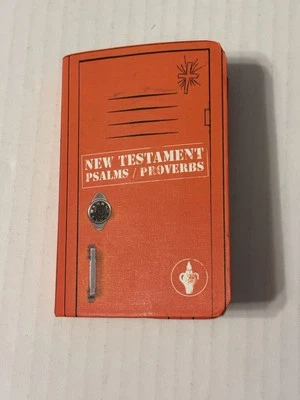 NEW TESTAMENT
PSALMS / PROVERBS